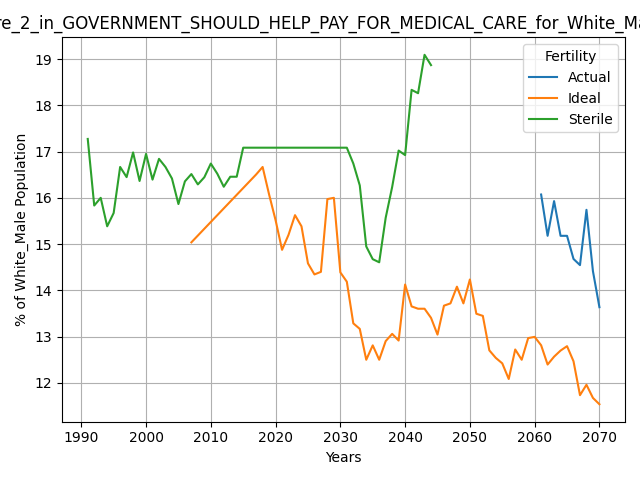 re_2_in_GOVERNMENT_SHOULD_HELP_PAY_FOR_MEDICAL_CARE_for_White_Ma
Fertility
Actual
Ideal
Sterile
% of White_Male Population
19
18
17
16
15
14
13
12
1990 2000 2010 2020 2030 2040 2050 2060 2070
Years